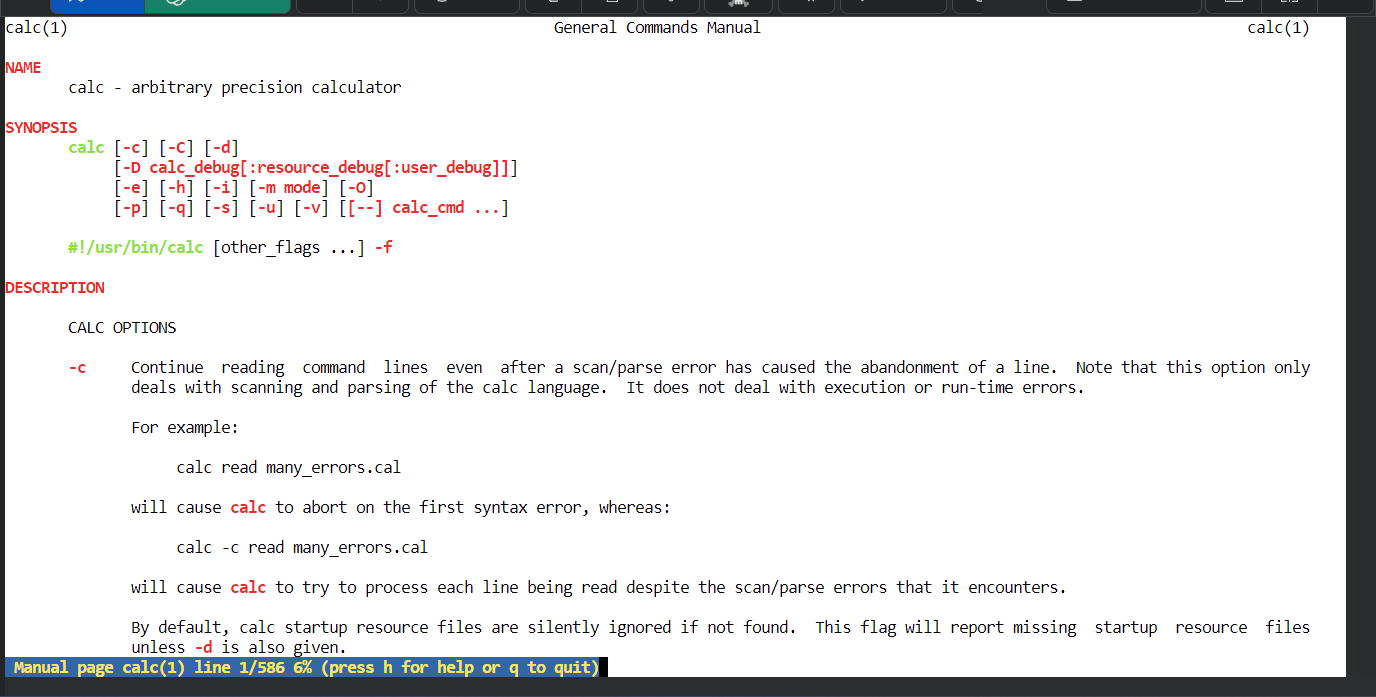 calc(1) General Commands Manual calc(1)
NAME
calc - arbitrary precision calculator
SYNOPSIS
calc [-c] [-C] [-d]
[-D calc_debug[:resource_debug[:user_debug]]]
[-e] [-h] [-i] [-m mode] [-O]
[-p] [-q] [-s] [-u] [-v] [[--] calc_cmd ...]
#!/usr/bin/calc [other_flags ...] -f
DESCRIPTION
CALC OPTIONS
-c Continue reading command lines even after a scan/parse error has caused the abandonment of a line. Note that this option only
deals with scanning and parsing of the calc language. It does not deal with execution or run-time errors.
For example:
calc read many_errors.cal
will cause calc to abort on the first syntax error, whereas:
calc -c read many_errors.cal
will cause calc to try to process each line being read despite the scan/parse errors that it encounters.
By default, calc startup resource files are silently ignored if not found. This flag will report missing startup resource files
unless -d is also given.
Manual page calc(1) line 1/586 6% (press h for help or q to quit)